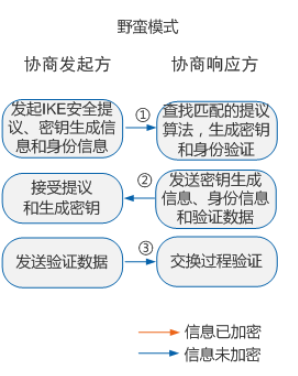 野蛮模式
协商发起方
协商响应方
发起IKE安全提
议、密钥生成信
息和身份信息
①
查找匹配的提议
算法，生成密钥
和身份验证
接受提议
和生成密钥
②
发送密钥生成
信息、身份信息
和验证数据
发送验证数据
③
交换过程验证
信息已加密
信息未加密